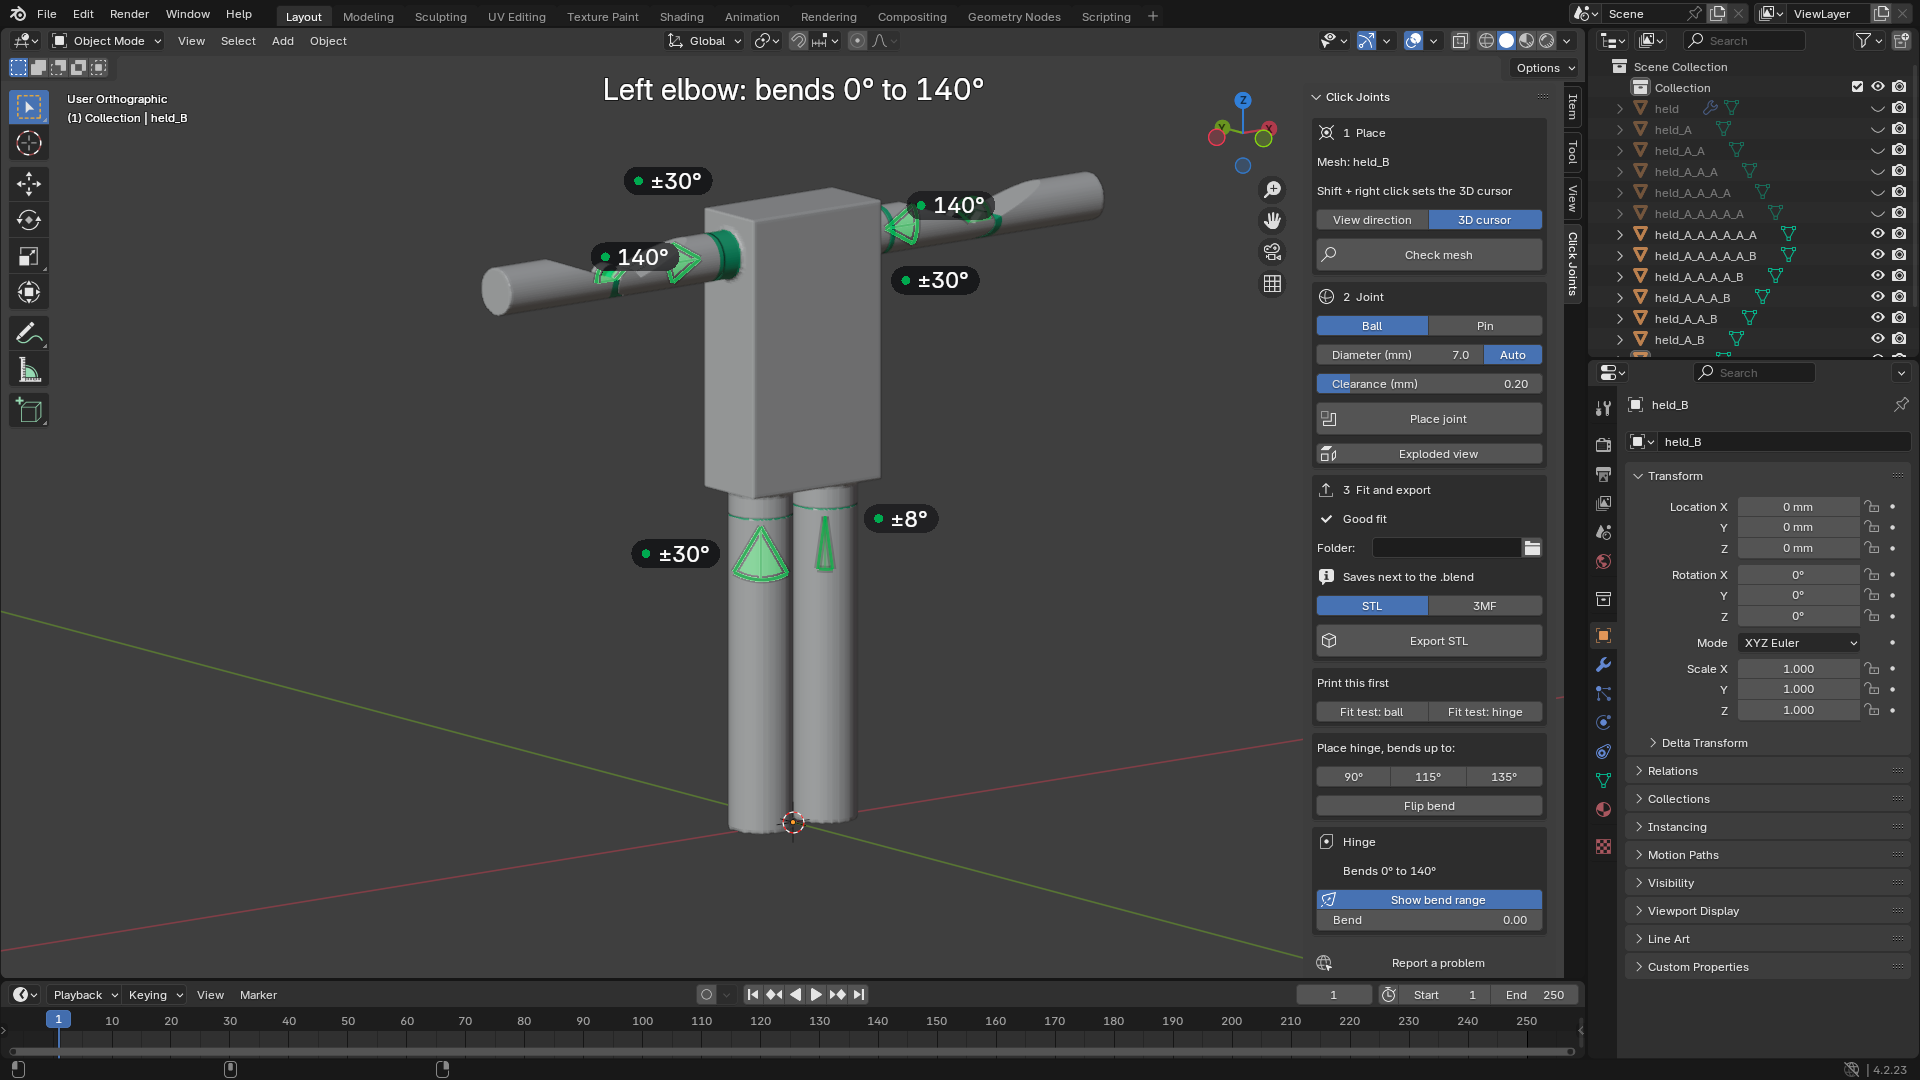 File Edit Render Window Help
Layout Modeling Sculpting UV Editing Texture Paint Shading Animation Rendering Compositing Geometry Nodes Scripting
Scene
ViewLayer
Object Mode View Select Add Object
Global
Options
Search
User Orthographic
(1) Collection | held_B
Left elbow: bends 0° to 140°
±30°
140°
140°
±30°
±30°
±8°
Z
Y
X
Item
Tool
View
Click Joints
Click Joints
1 Place
Mesh: held_B
Shift + right click sets the 3D cursor
View direction 3D cursor
Check mesh
2 Joint
Ball Pin
Diameter (mm) 7.0 Auto
Clearance (mm) 0.20
Place joint
Exploded view
3 Fit and export
Good fit
Folder:
Saves next to the .blend
STL 3MF
Export STL
Print this first
Fit test: ball Fit test: hinge
Place hinge, bends up to:
90° 115° 135°
Flip bend
Hinge
Bends 0° to 140°
Show bend range
Bend 0.00
Report a problem
Scene Collection
Collection
held
held_A
held_A_A
held_A_A_A
held_A_A_A_A
held_A_A_A_A_A
held_A_A_A_A_A_A
held_A_A_A_A_A_B
held_A_A_A_A_B
held_A_A_A_B
held_A_A_B
held_A_B
Search
held_B
held_B
Transform
Location X 0 mm
Y 0 mm
Z 0 mm
Rotation X 0°
Y 0°
Z 0°
Mode XYZ Euler
Scale X 1.000
Y 1.000
Z 1.000
Delta Transform
Relations
Collections
Instancing
Motion Paths
Visibility
Viewport Display
Line Art
Custom Properties
Playback Keying View Marker
1 Start 1 End 250
1 10 20 30 40 50 60 70 80 90 100 110 120 130 140 150 160 170 180 190 200 210 220 230 240 250
4.2.23